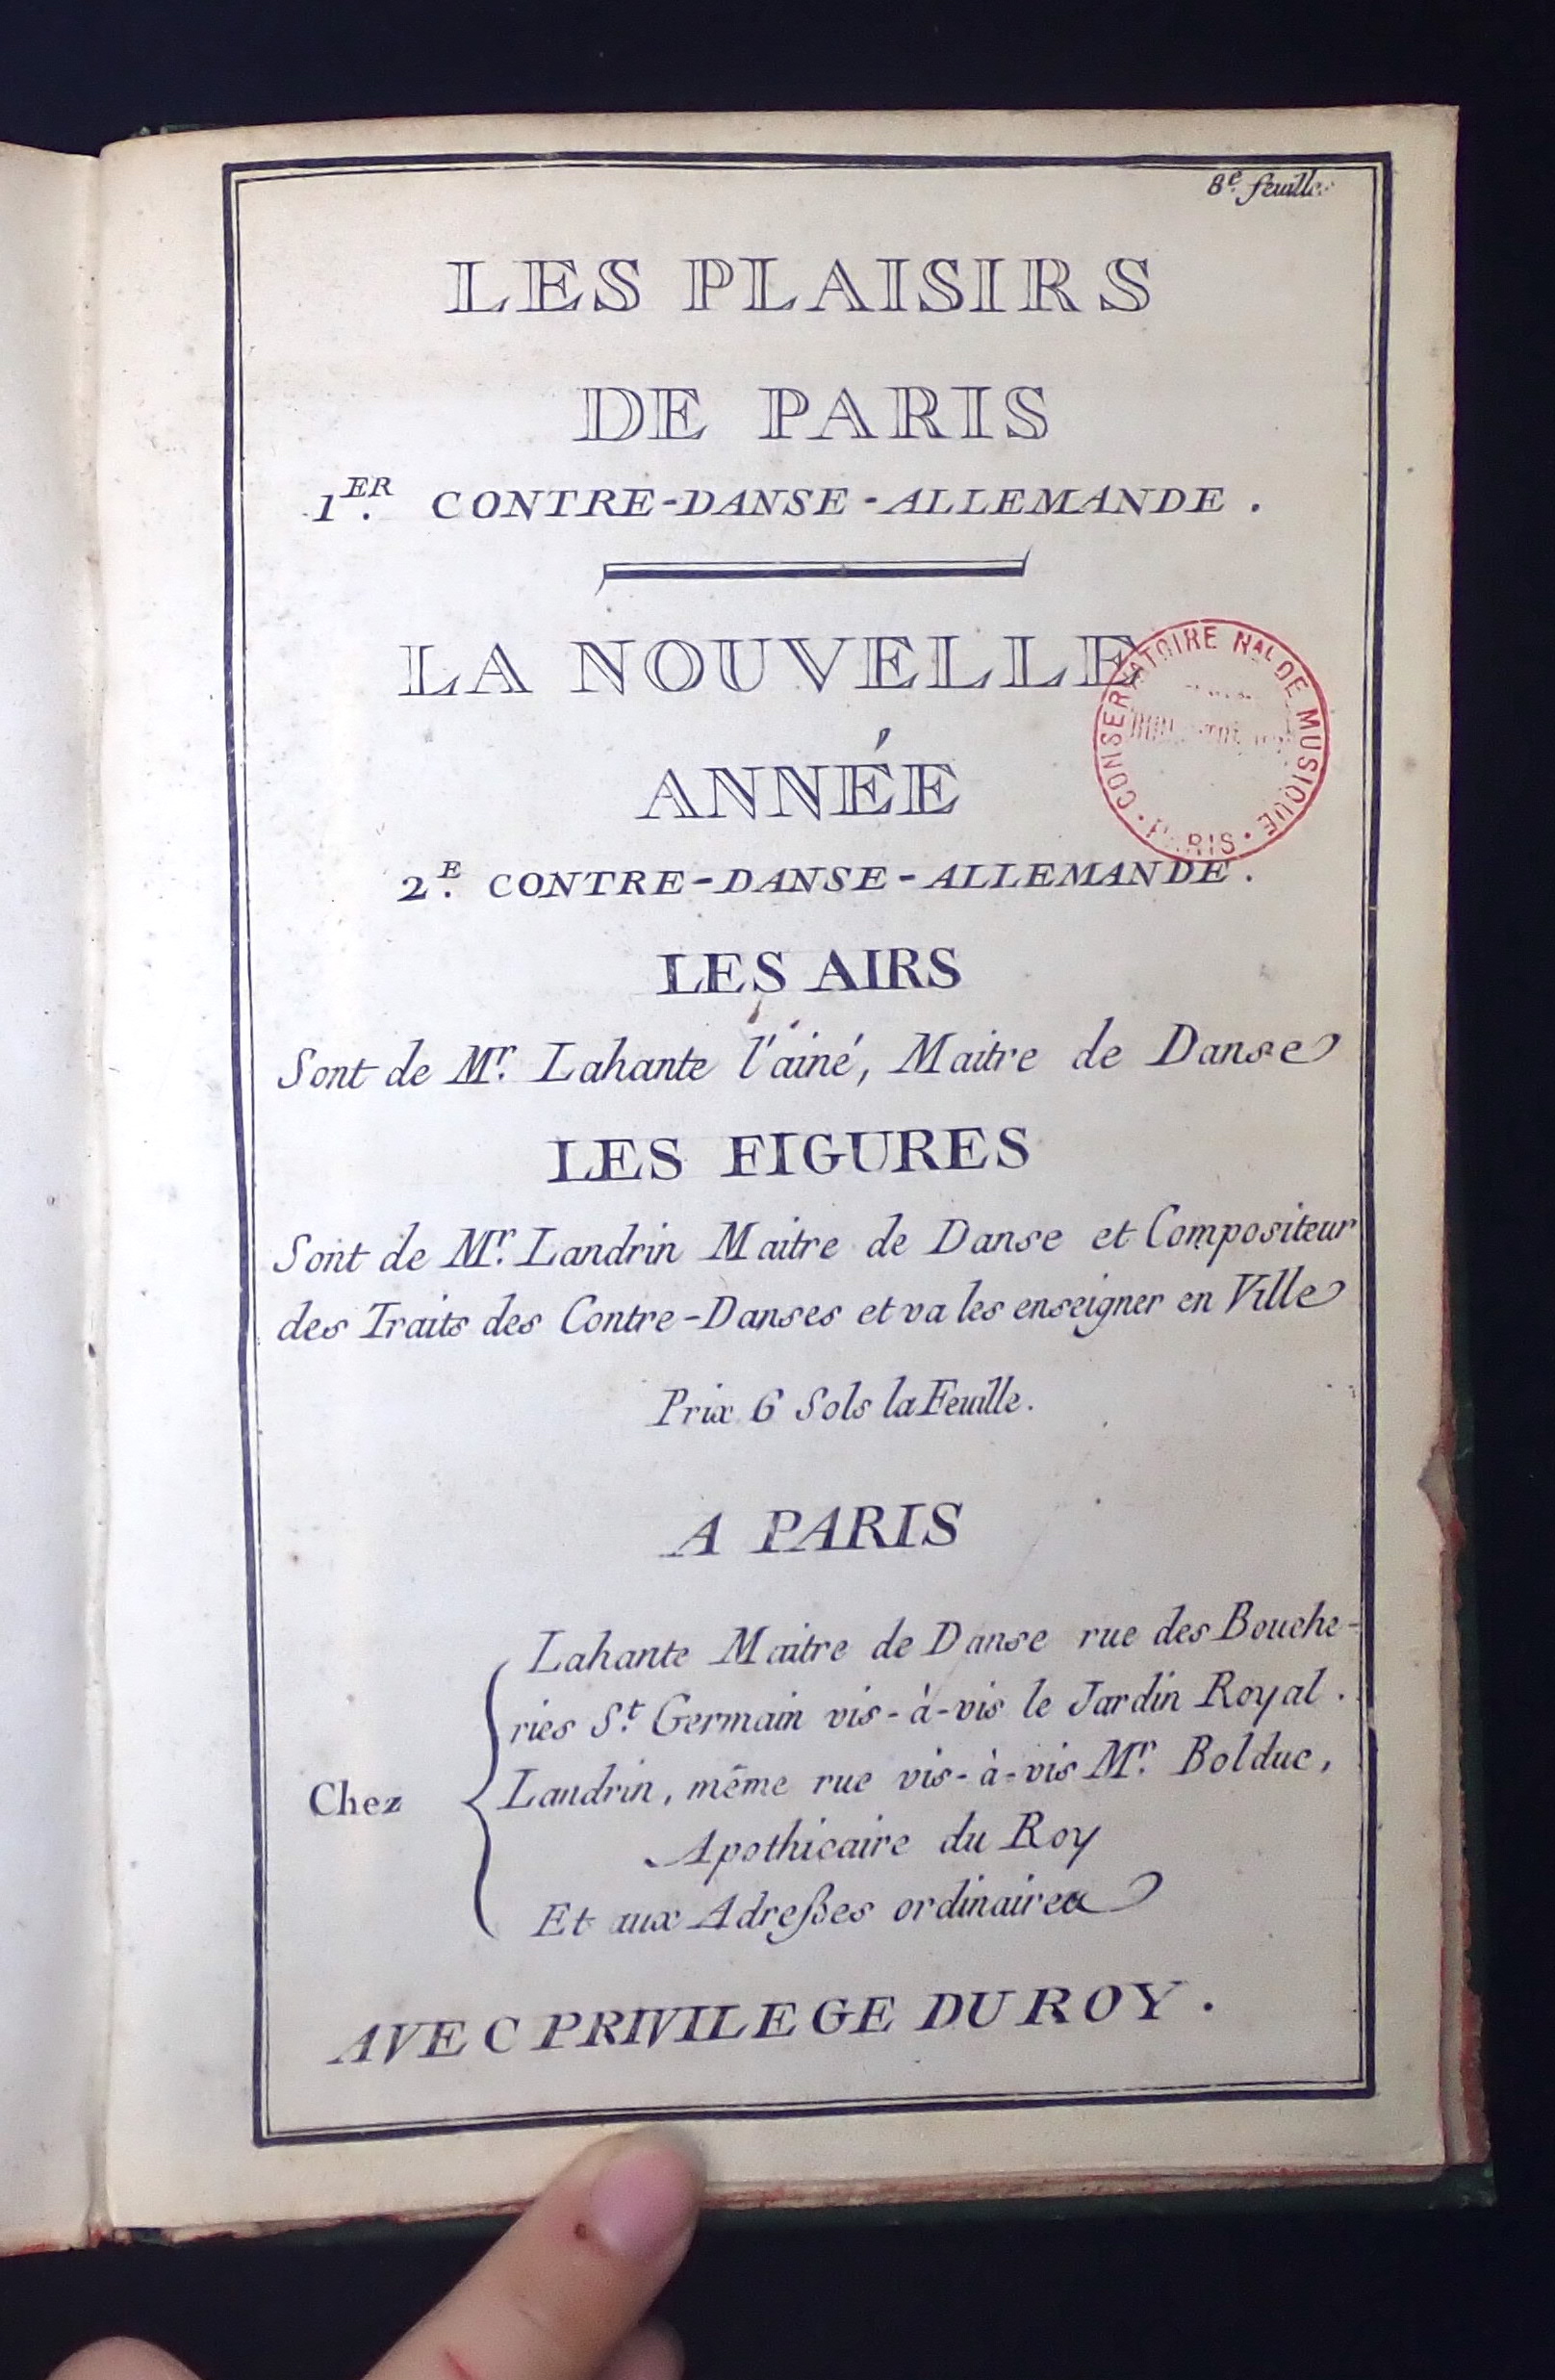 8.e feuille
LES PLAISIRS
DE PARIS
1.ER CONTRE-DANSE-ALLEMANDE.
LA NOUVELLE
ANNÉE
2.E CONTRE-DANSE-ALLEMANDE.
CONSERVATOIRE NAL DE MUSIQUE · PARIS ·
LES AIRS
Sont de Mr. Lahante l'ainé, Maitre de Danse
LES FIGURES
Sont de Mr. Landrin Maitre de Danse et Compositeur
des Traits des Contre-Danses et va les enseigner en Ville
Prix 6 Sols la Feuille.
A PARIS
Lahante Maitre de Danse rue des Bouche-
ries St. Germain vis-à-vis le Jardin Royal.
Chez
Landrin, même rue vis-à-vis Mr. Bolduc,
Apothicaire du Roy
Et aux Adreßes ordinaires
AVEC PRIVILEGE DU ROY.